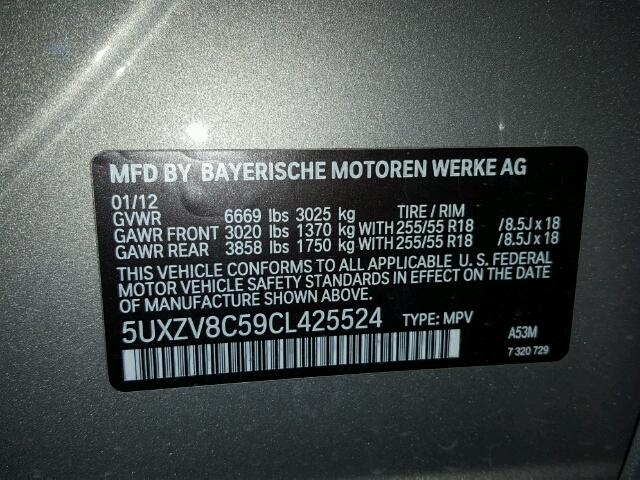 MFD BY BAYERISCHE MOTOREN WERKE AG
01/12 TIRE / RIM
GVWR 6669 lbs 3025 kg
GAWR FRONT 3020 lbs 1370 kg WITH 255/55 R18 /8.5J x 18
GAWR REAR 3858 lbs 1750 kg WITH 255/55 R18 /8.5J x 18
THIS VEHICLE CONFORMS TO ALL APPLICABLE U. S. FEDERAL
MOTOR VEHICLE SAFETY STANDARDS IN EFFECT ON THE DATE
OF MANUFACTURE SHOWN ABOVE.
5UXZV8C59CL425524 TYPE: MPV
A53M
7 320 729